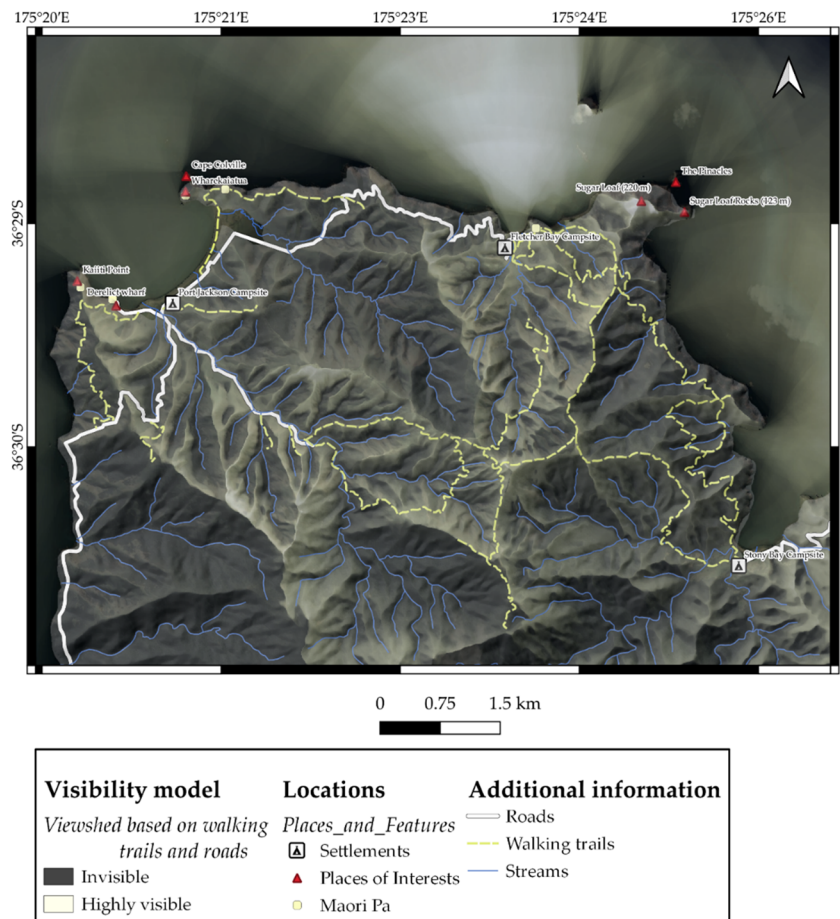 175°20'E 175°21'E 175°23'E 175°24'E 175°26'E
Cape Colville
Wharekaiatua
The Pinacles
Sugar Loaf (220 m)
Sugar Loaf Rocks (123 m)
36°29'S
Fletcher Bay Campsite
Kaiiti Point
Derelict wharf
Port Jackson Campsite
36°30'S
Stony Bay Campsite
0 0.75 1.5 km
Visibility model
Viewshed based on walking
trails and roads
Invisible
Highly visible
Locations
Places_and_Features
Settlements
Places of Interests
Maori Pa
Additional information
Roads
Walking trails
Streams